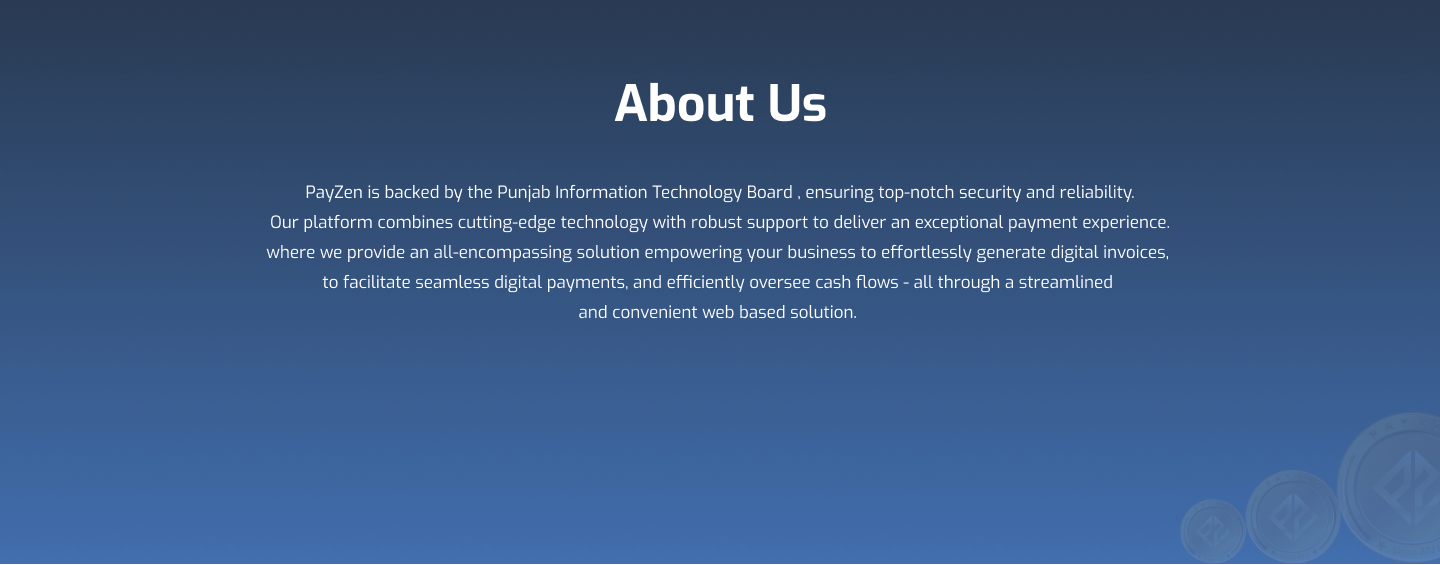 About Us
PayZen is backed by the Punjab Information Technology Board , ensuring top-notch security and reliability.
Our platform combines cutting-edge technology with robust support to deliver an exceptional payment experience.
where we provide an all-encompassing solution empowering your business to effortlessly generate digital invoices,
to facilitate seamless digital payments, and efficiently oversee cash flows - all through a streamlined
and convenient web based solution.